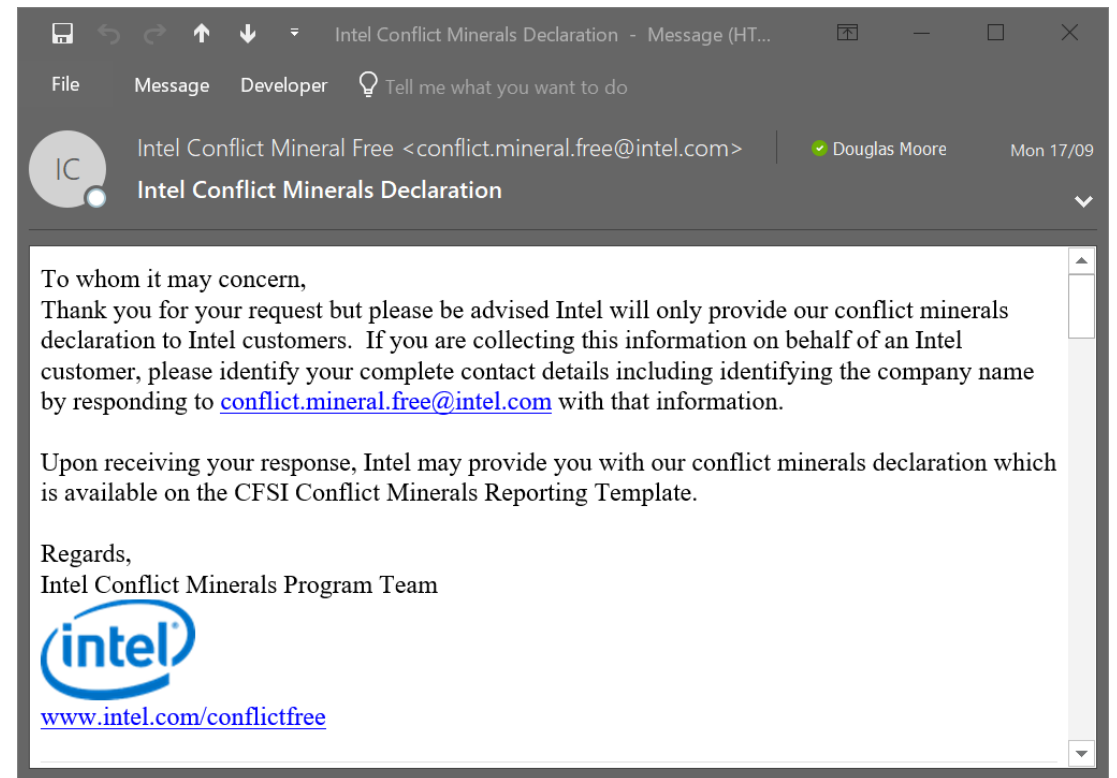 Intel Conflict Minerals Declaration - Message (HT...
File Message Developer Tell me what you want to do
IC
Intel Conflict Mineral Free <conflict.mineral.free@intel.com> Douglas Moore Mon 17/09
Intel Conflict Minerals Declaration
To whom it may concern,
Thank you for your request but please be advised Intel will only provide our conflict minerals
declaration to Intel customers.  If you are collecting this information on behalf of an Intel
customer, please identify your complete contact details including identifying the company name
by responding to conflict.mineral.free@intel.com with that information.
Upon receiving your response, Intel may provide you with our conflict minerals declaration which
is available on the CFSI Conflict Minerals Reporting Template.
Regards,
Intel Conflict Minerals Program Team
intel
www.intel.com/conflictfree